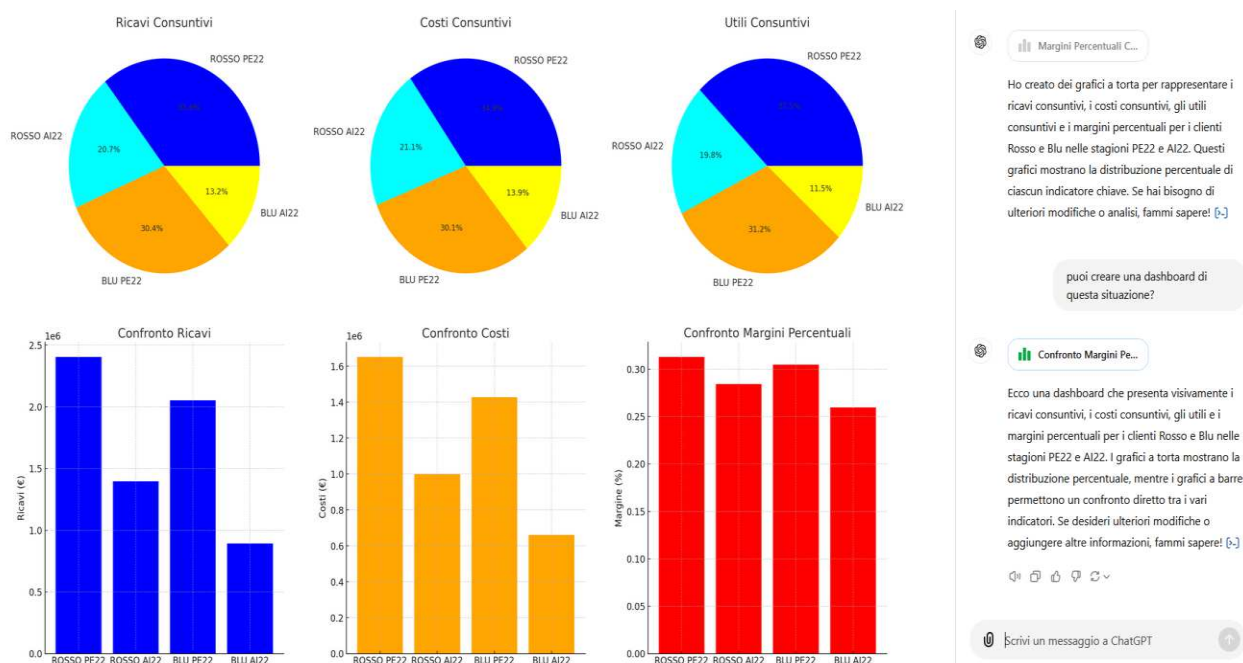 Ricavi Consuntivi
ROSSO PE22
ROSSO AI22
20.7%
13.2%
BLU AI22
30.4%
BLU PE22
Costi Consuntivi
ROSSO PE22
ROSSO AI22
21.1%
13.9%
BLU AI22
30.1%
BLU PE22
Utili Consuntivi
ROSSO PE22
ROSSO AI22
19.8%
11.5%
BLU AI22
31.2%
BLU PE22
Confronto Ricavi
1e6
2.5
2.0
1.5
1.0
0.5
0.0
Ricavi (€)
ROSSO PE22 ROSSO AI22 BLU PE22 BLU AI22
Confronto Costi
1e6
1.6
1.4
1.2
1.0
0.8
0.6
0.4
0.2
0.0
Costi (€)
ROSSO PE22 ROSSO AI22 BLU PE22 BLU AI22
Confronto Margini Percentuali
0.30
0.25
0.20
0.15
0.10
0.05
0.00
Margine (%)
ROSSO PE22 ROSSO AI22 BLU PE22 BLU AI22
Margini Percentuali C...
Ho creato dei grafici a torta per rappresentare i
ricavi consuntivi, i costi consuntivi, gli utili
consuntivi e i margini percentuali per i clienti
Rosso e Blu nelle stagioni PE22 e AI22. Questi
grafici mostrano la distribuzione percentuale di
ciascun indicatore chiave. Se hai bisogno di
ulteriori modifiche o analisi, fammi sapere! [>-]
puoi creare una dashboard di
questa situazione?
Confronto Margini Pe...
Ecco una dashboard che presenta visivamente i
ricavi consuntivi, i costi consuntivi, gli utili e i
margini percentuali per i clienti Rosso e Blu nelle
stagioni PE22 e AI22. I grafici a torta mostrano la
distribuzione percentuale, mentre i grafici a barre
permettono un confronto diretto tra i vari
indicatori. Se desideri ulteriori modifiche o
aggiungere altre informazioni, fammi sapere! [>-]
Scrivi un messaggio a ChatGPT